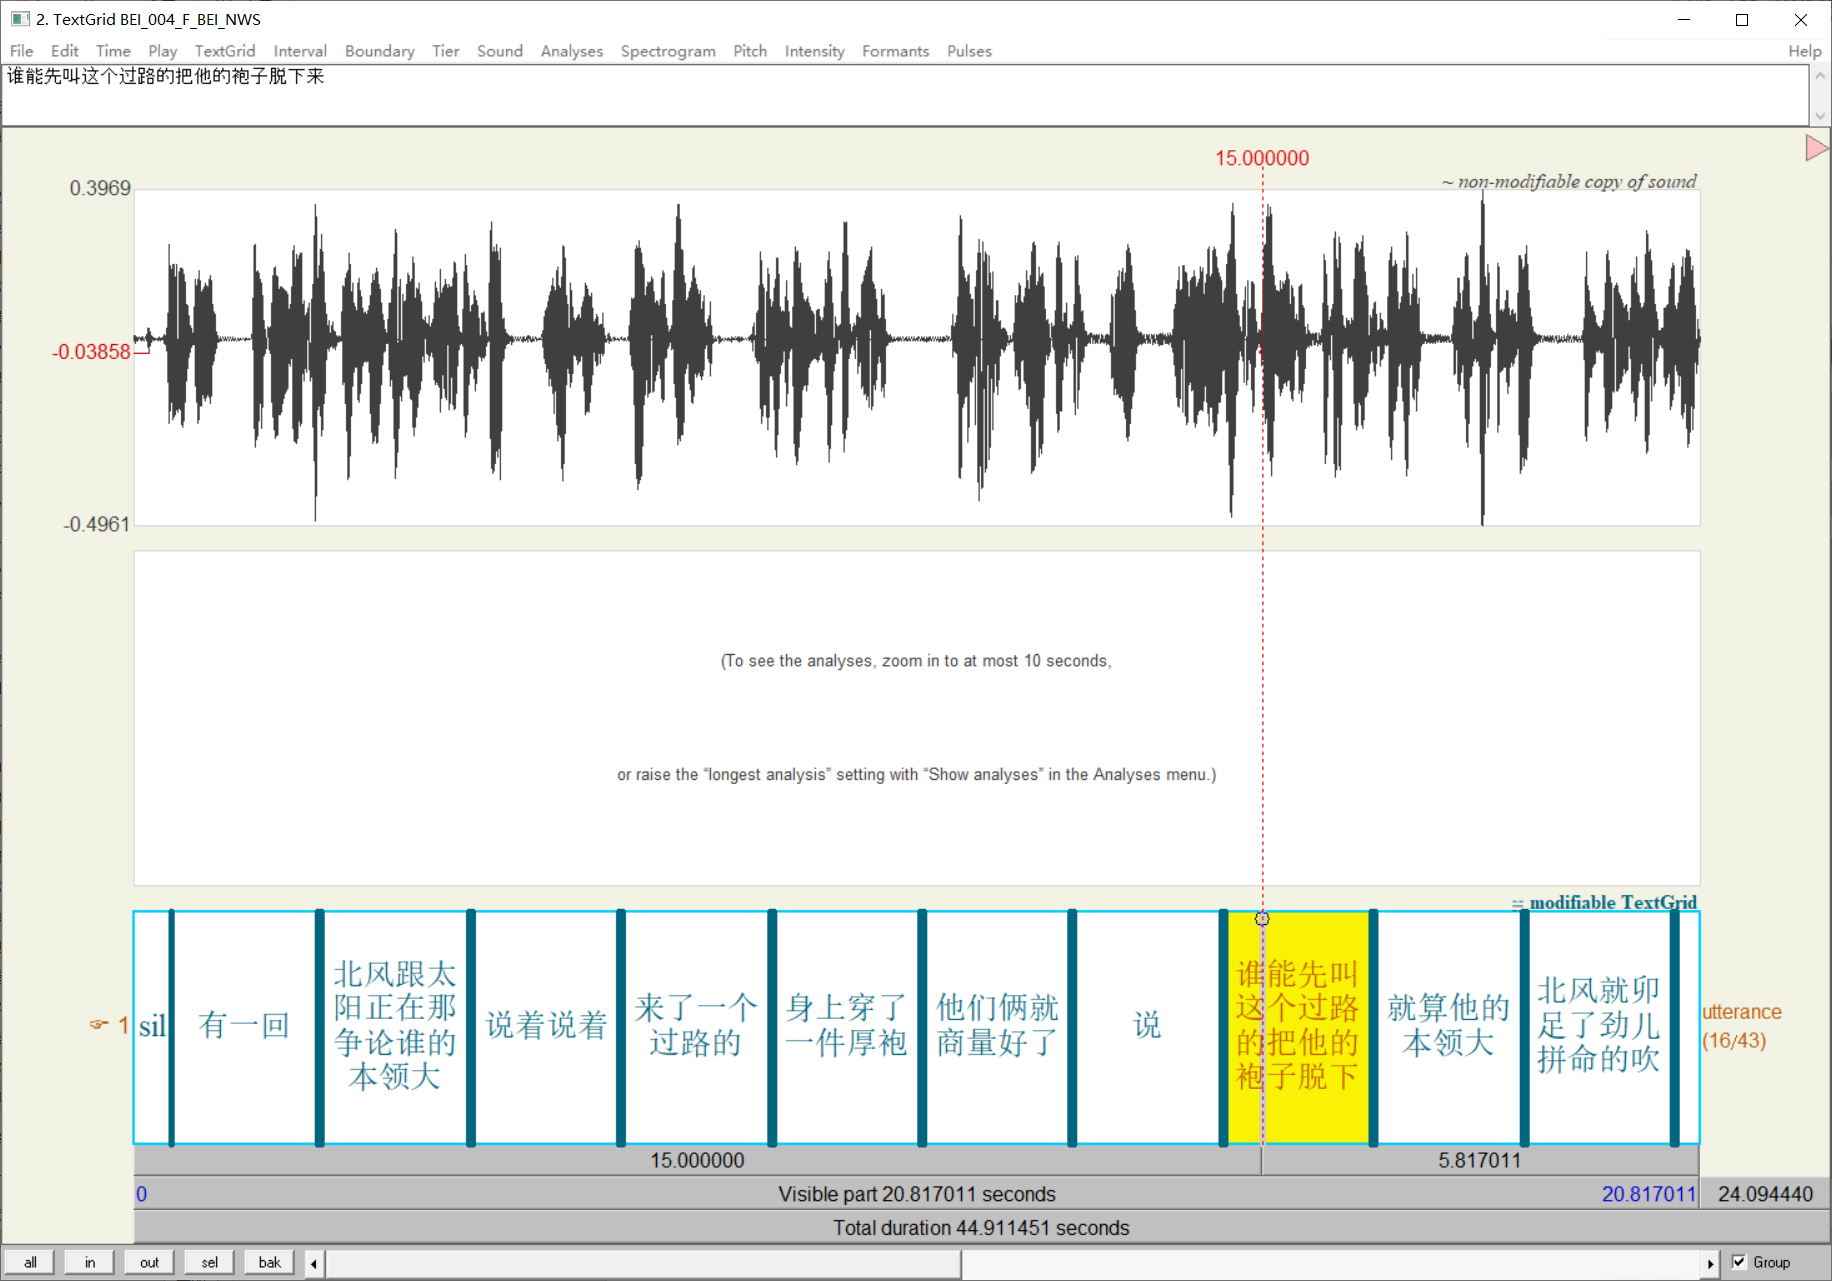 2. TextGrid BEI_004_F_BEI_NWS
File Edit Time Play TextGrid Interval Boundary Tier Sound Analyses Spectrogram Pitch Intensity Formants Pulses Help
谁能先叫这个过路的把他的袍子脱下来
15.000000
0.3969
~ non-modifiable copy of sound
-0.03858
-0.4961
(To see the analyses, zoom in to at most 10 seconds,
or raise the “longest analysis” setting with “Show analyses” in the Analyses menu.)
= modifiable TextGrid
☞ 1
sil
有一回
北风跟太
阳正在那
争论谁的
本领大
说着说着
来了一个
过路的
身上穿了
一件厚袍
他们俩就
商量好了
说
谁能先叫
这个过路
的把他的
袍子脱下
就算他的
本领大
北风就卯
足了劲儿
拼命的吹
utterance
(16/43)
15.000000 5.817011
0 Visible part 20.817011 seconds 20.817011 24.094440
Total duration 44.911451 seconds
all in out sel bak Group